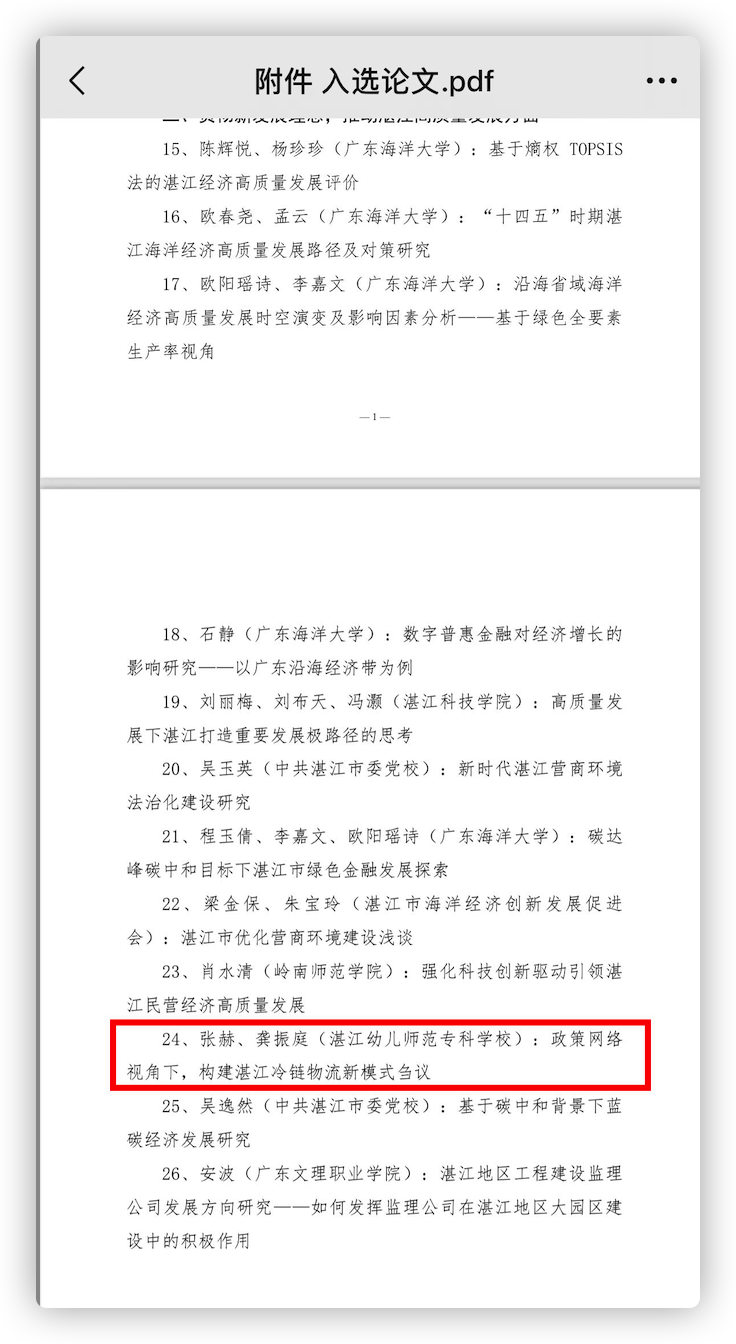 附件 入选论文.pdf
15、陈辉悦、杨珍珍（广东海洋大学）：基于熵权 TOPSIS
法的湛江经济高质量发展评价
16、欧春尧、孟云（广东海洋大学）：“十四五”时期湛
江海洋经济高质量发展路径及对策研究
17、欧阳瑶诗、李嘉文（广东海洋大学）：沿海省域海洋
经济高质量发展时空演变及影响因素分析——基于绿色全要素
生产率视角
—1—
18、石静（广东海洋大学）：数字普惠金融对经济增长的
影响研究——以广东沿海经济带为例
19、刘丽梅、刘布天、冯灏（湛江科技学院）：高质量发
展下湛江打造重要发展极路径的思考
20、吴玉英（中共湛江市委党校）：新时代湛江营商环境
法治化建设研究
21、程玉倩、李嘉文、欧阳瑶诗（广东海洋大学）：碳达
峰碳中和目标下湛江市绿色金融发展探索
22、梁金保、朱宝玲（湛江市海洋经济创新发展促进
会）：湛江市优化营商环境建设浅谈
23、肖水清（岭南师范学院）：强化科技创新驱动引领湛
江民营经济高质量发展
24、张赫、龚振庭（湛江幼儿师范专科学校）：政策网络
视角下，构建湛江冷链物流新模式刍议
25、吴逸然（中共湛江市委党校）：基于碳中和背景下蓝
碳经济发展研究
26、安波（广东文理职业学院）：湛江地区工程建设监理
公司发展方向研究——如何发挥监理公司在湛江地区大园区建
设中的积极作用